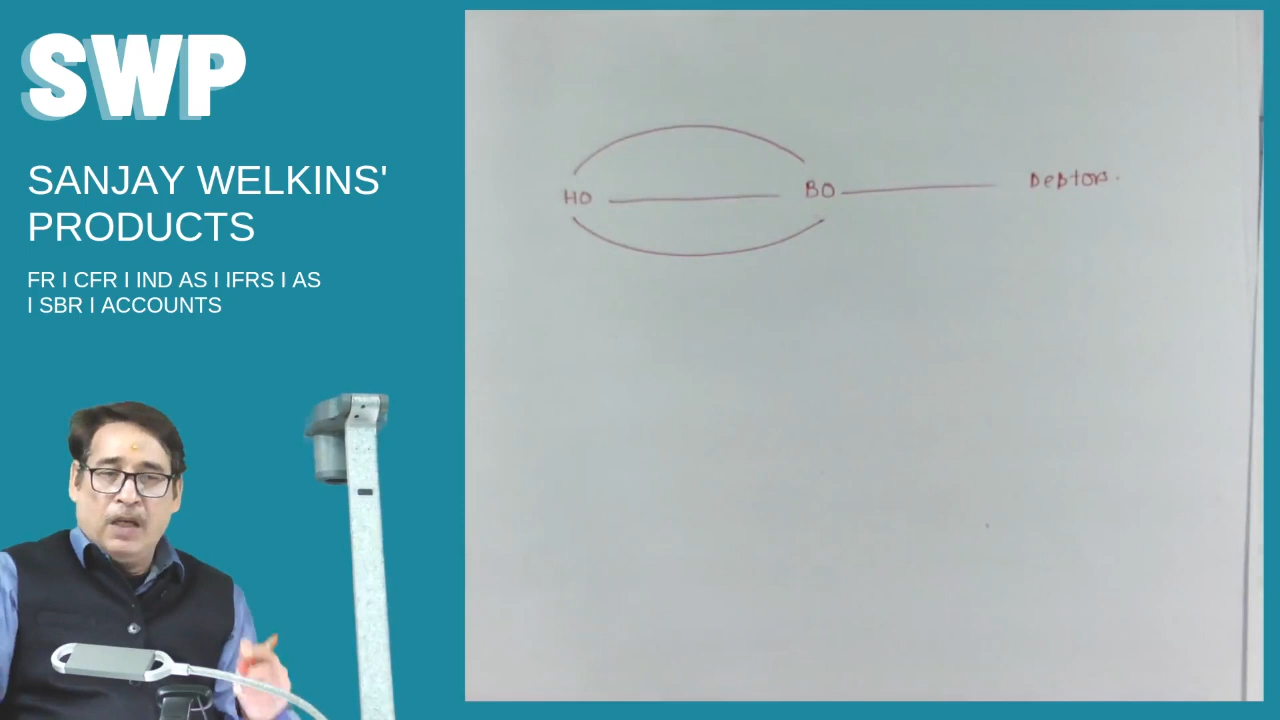 SWP
SANJAY WELKINS'
PRODUCTS
FR I CFR I IND AS I IFRS I AS
I SBR I ACCOUNTS
HO BO Debtors.